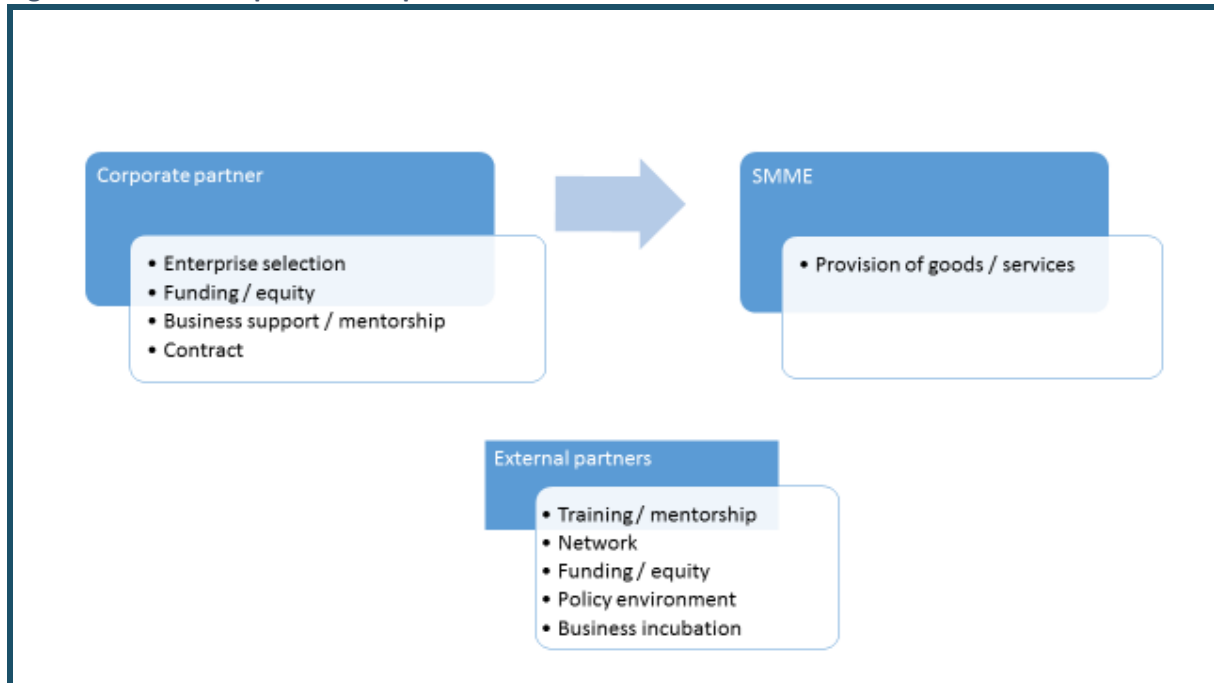 Corporate partner
• Enterprise selection
• Funding / equity
• Business support / mentorship
• Contract
SMME
• Provision of goods / services
External partners
• Training / mentorship
• Network
• Funding / equity
• Policy environment
• Business incubation